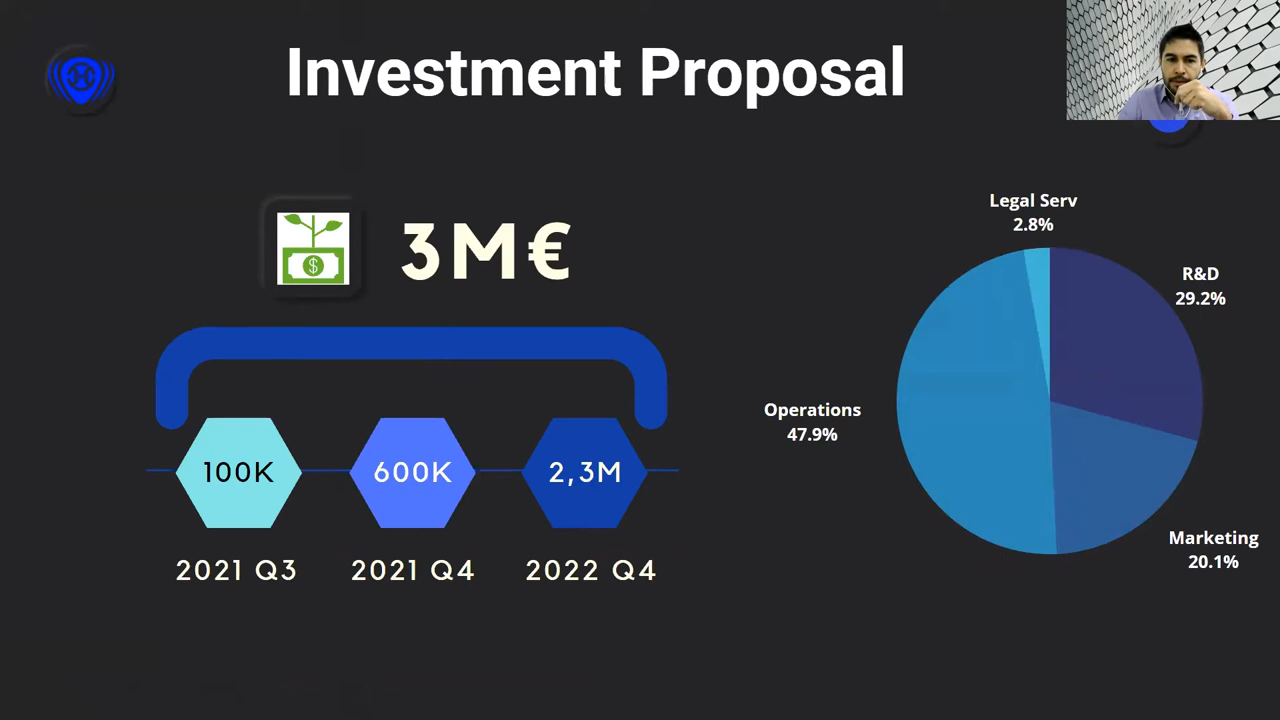 Investment Proposal
3M€
$
100K
600K
2,3M
2021 Q3
2021 Q4
2022 Q4
Legal Serv
2.8%
R&D
29.2%
Operations
47.9%
Marketing
20.1%